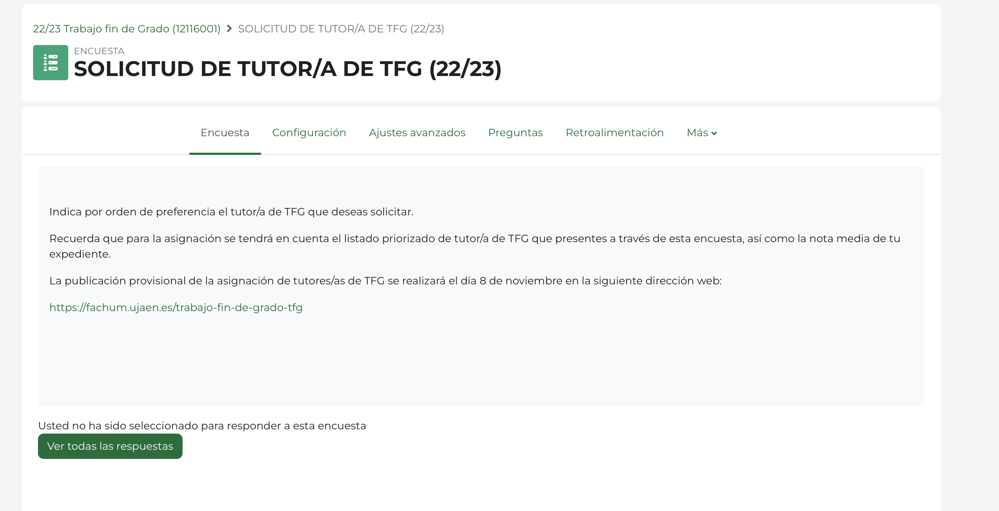 22/23 Trabajo fin de Grado (12116001) > SOLICITUD DE TUTOR/A DE TFG (22/23)
ENCUESTA
SOLICITUD DE TUTOR/A DE TFG (22/23)
Encuesta Configuración Ajustes avanzados Preguntas Retroalimentación Más
Indica por orden de preferencia el tutor/a de TFG que deseas solicitar.
Recuerda que para la asignación se tendrá en cuenta el listado priorizado de tutor/a de TFG que presentes a través de esta encuesta, así como la nota media de tu
expediente.
La publicación provisional de la asignación de tutores/as de TFG se realizará el día 8 de noviembre en la siguiente dirección web:
https://fachum.ujaen.es/trabajo-fin-de-grado-tfg
Usted no ha sido seleccionado para responder a esta encuesta
Ver todas las respuestas